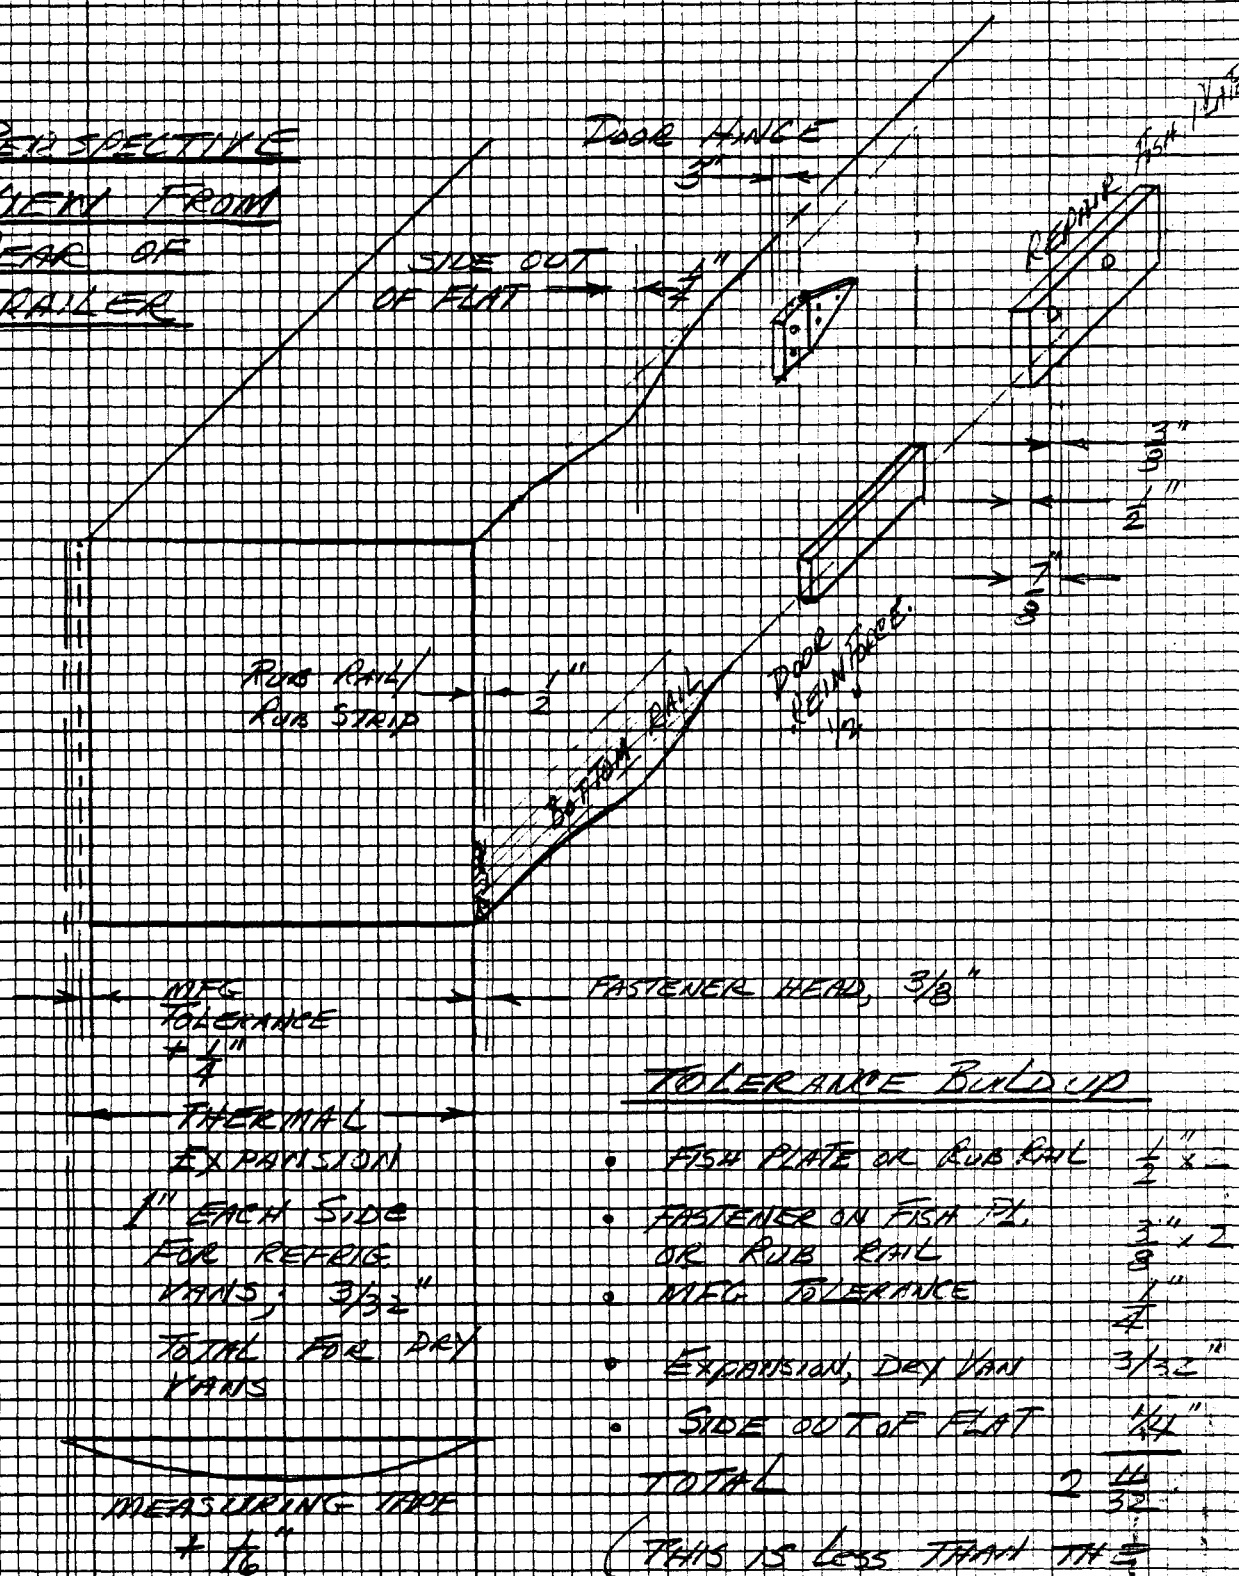 PERSPECTIVE
VIEW FROM
REAR OF
TRAILER
DOOR HINGE
3"
SIDE OUT
OF FLAT
1/4"
REPAIR FISH PLATE
3/8"
1/2"
7/8"
RUB RAIL/
RUB STRIP
1/2"
BOTTOM RAIL
DOOR
REINFORCE.
1/2"
MFG
TOLERANCE
+ 1/4"
FASTENER HEAD, 3/8"
THERMAL
EXPANSION
1" EACH SIDE
FOR REFRIG
VANS; 3/32"
TOTAL FOR DRY
VANS
MEASURING TAPE
+ 1/16"
TOLERANCE BUILD UP
• FISH PLATE OR RUB RAIL 1/2" x
• FASTENER ON FISH PL.
OR RUB RAIL 3/8" x 2
• MFG TOLERANCE 1/4"
• EXPANSION, DRY VAN 3/32"
• SIDE OUT OF FLAT 1/4"
TOTAL 2 11/32
(THIS IS LESS THAN THE